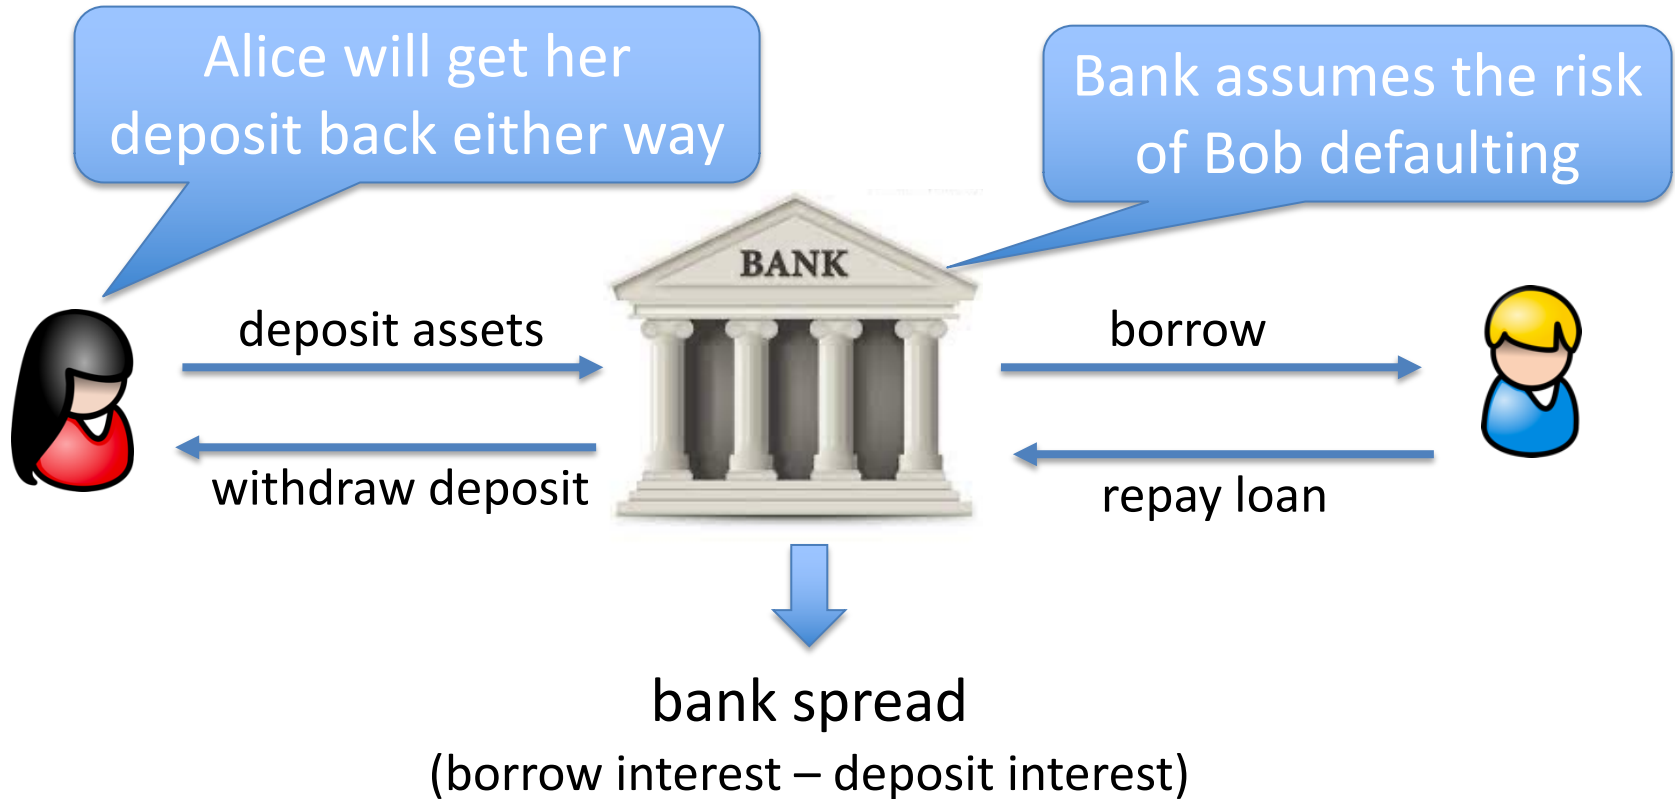 Alice will get her
deposit back either way
Bank assumes the risk
of Bob defaulting
BANK
deposit assets
borrow
withdraw deposit
repay loan
bank spread
(borrow interest – deposit interest)